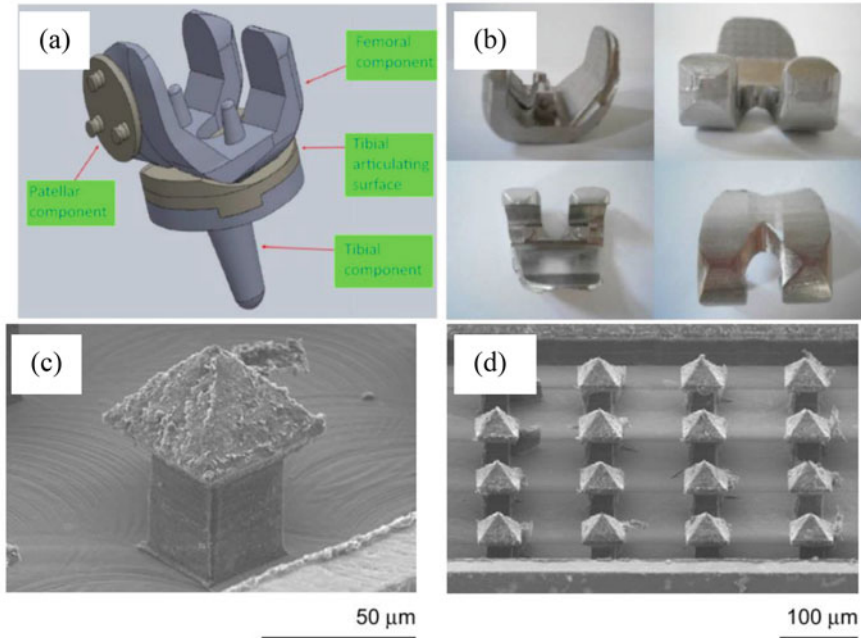 (a)
Femoral
component
Tibial
articulating
surface
Patellar
component
Tibial
component
(b)
(c)
(d)
50 μm
100 μm